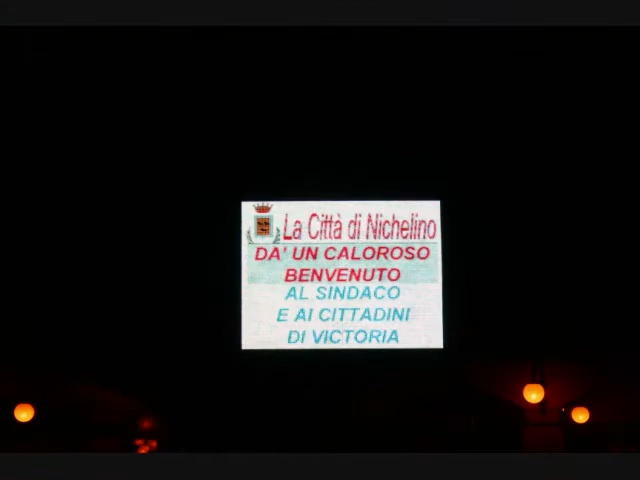 La Città di Nichelino
DA' UN CALOROSO
BENVENUTO
AL SINDACO
E AI CITTADINI
DI VICTORIA